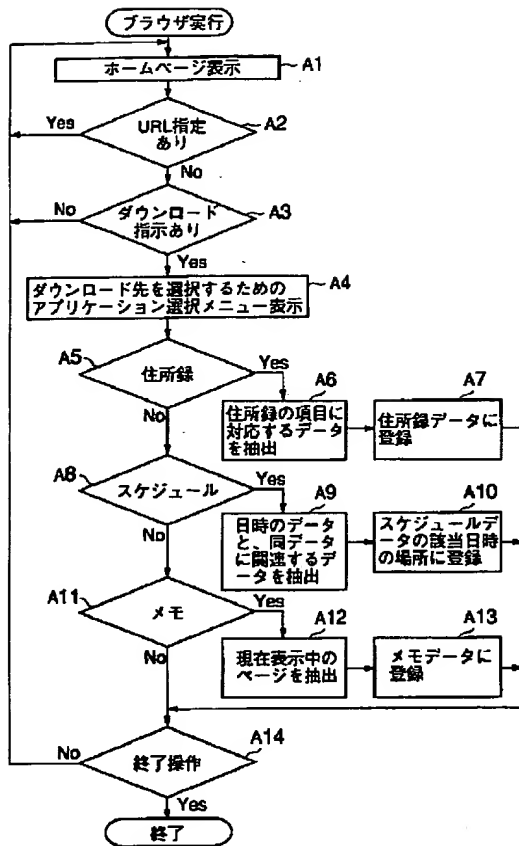 ブラウザ実行
ホームページ表示
A1
URL指定
あり
A2
Yes
No
ダウンロード
指示あり
A3
No
Yes
ダウンロード先を選択するための
アプリケーション選択メニュー表示
A4
A5
住所録
Yes
No
A6
住所録の項目に
対応するデータ
を抽出
A7
住所録データに
登録
A8
スケジュール
Yes
No
A9
日時のデータ
と、同データ
に関連するデー
タを抽出
A10
スケジュールデ
ータの該当日時
の場所に登録
A11
メモ
Yes
No
A12
現在表示中の
ページを抽出
A13
メモデータに
登録
A14
終了操作
No
Yes
終了